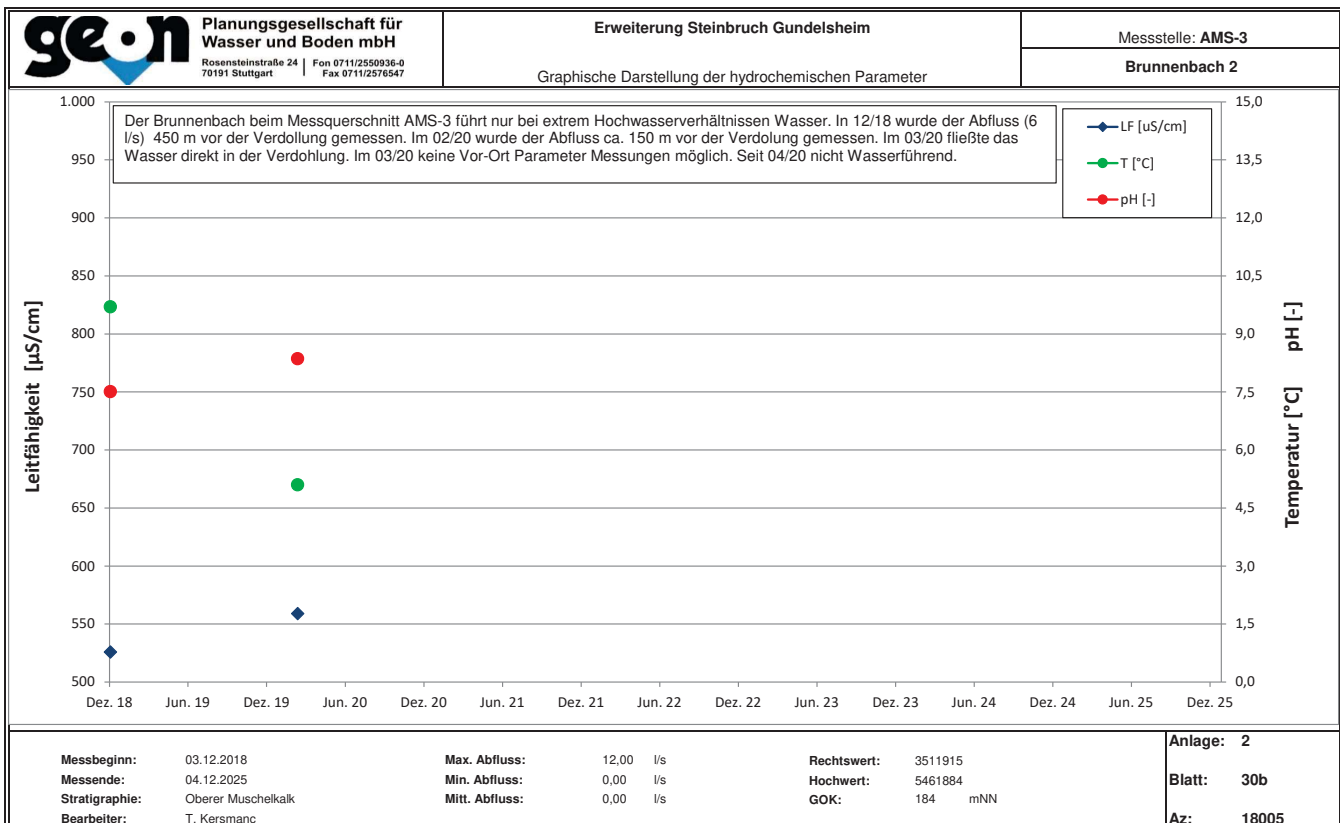 geon
Planungsgesellschaft für
Wasser und Boden mbH
Rosensteinstraße 24 | Fon 0711/2550936-0
70191 Stuttgart | Fax 0711/2576547
Erweiterung Steinbruch Gundelsheim
Graphische Darstellung der hydrochemischen Parameter
Messstelle: AMS-3
Brunnenbach 2
Der Brunnenbach beim Messquerschnitt AMS-3 führt nur bei extrem Hochwasserverhältnissen Wasser. In 12/18 wurde der Abfluss (6
l/s) 450 m vor der Verdollung gemessen. Im 02/20 wurde der Abfluss ca. 150 m vor der Verdolung gemessen. Im 03/20 fließte das
Wasser direkt in der Verdohlung. Im 03/20 keine Vor-Ort Parameter Messungen möglich. Seit 04/20 nicht Wasserführend.
LF [uS/cm]
T [°C]
pH [-]
Leitfähigkeit [µS/cm]
1.000
950
900
850
800
750
700
650
600
550
500
15,0
13,5
12,0
10,5
9,0
7,5
6,0
4,5
3,0
1,5
0,0
Temperatur [°C] pH [-]
Dez. 18 Jun. 19 Dez. 19 Jun. 20 Dez. 20 Jun. 21 Dez. 21 Jun. 22 Dez. 22 Jun. 23 Dez. 23 Jun. 24 Dez. 24 Jun. 25 Dez. 25
Messbeginn: 03.12.2018
Messende: 04.12.2025
Stratigraphie: Oberer Muschelkalk
Bearbeiter: T. Kersmanc
Max. Abfluss: 12,00 l/s
Min. Abfluss: 0,00 l/s
Mitt. Abfluss: 0,00 l/s
Rechtswert: 3511915
Hochwert: 5461884
GOK: 184 mNN
Anlage: 2
Blatt: 30b
Az: 18005